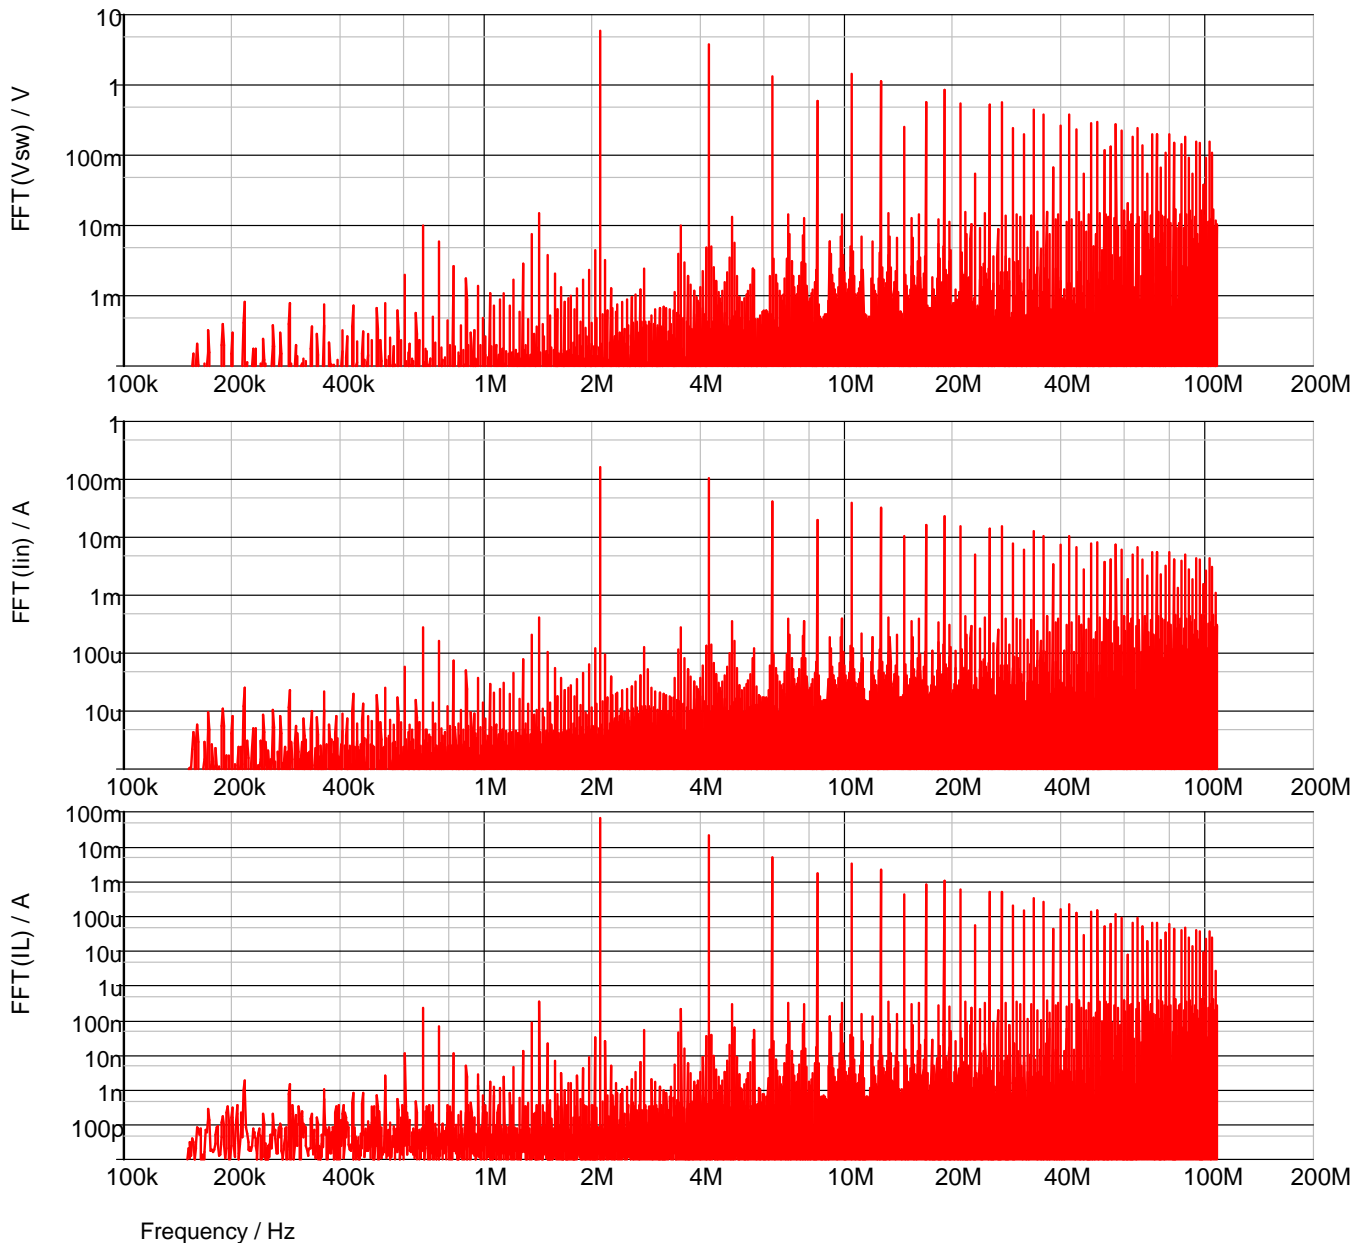 10
1
100m
10m
1m
FFT(Vsw) / V
100k 200k 400k 1M 2M 4M 10M 20M 40M 100M 200M
1
100m
10m
1m
100u
10u
FFT(Iin) / A
100k 200k 400k 1M 2M 4M 10M 20M 40M 100M 200M
100m
10m
1m
100u
10u
1u
100n
10n
1n
100p
FFT(IL) / A
100k 200k 400k 1M 2M 4M 10M 20M 40M 100M 200M
Frequency / Hz